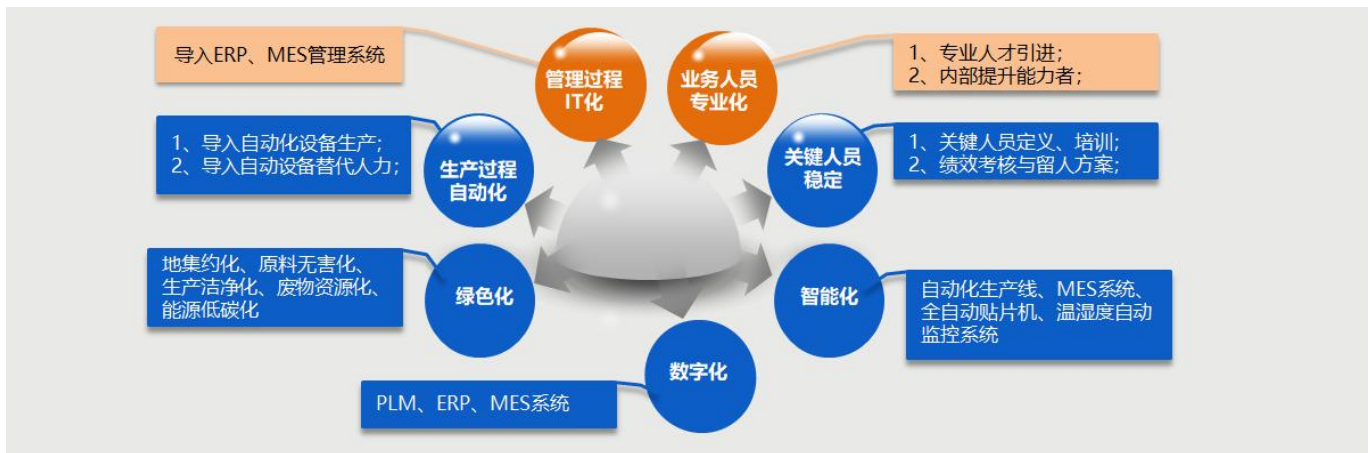 导入ERP、MES管理系统
管理过程
IT化
业务人员
专业化
1、专业人才引进；
2、内部提升能力者；
1、导入自动化设备生产；
2、导入自动设备替代人力；
生产过程
自动化
关键人员
稳定
1、关键人员定义、培训；
2、绩效考核与留人方案；
地集约化、原料无害化、
生产洁净化、废物资源化、
能源低碳化
绿色化
智能化
自动化生产线、MES系统、
全自动贴片机、温湿度自动
监控系统
数字化
PLM、ERP、MES系统